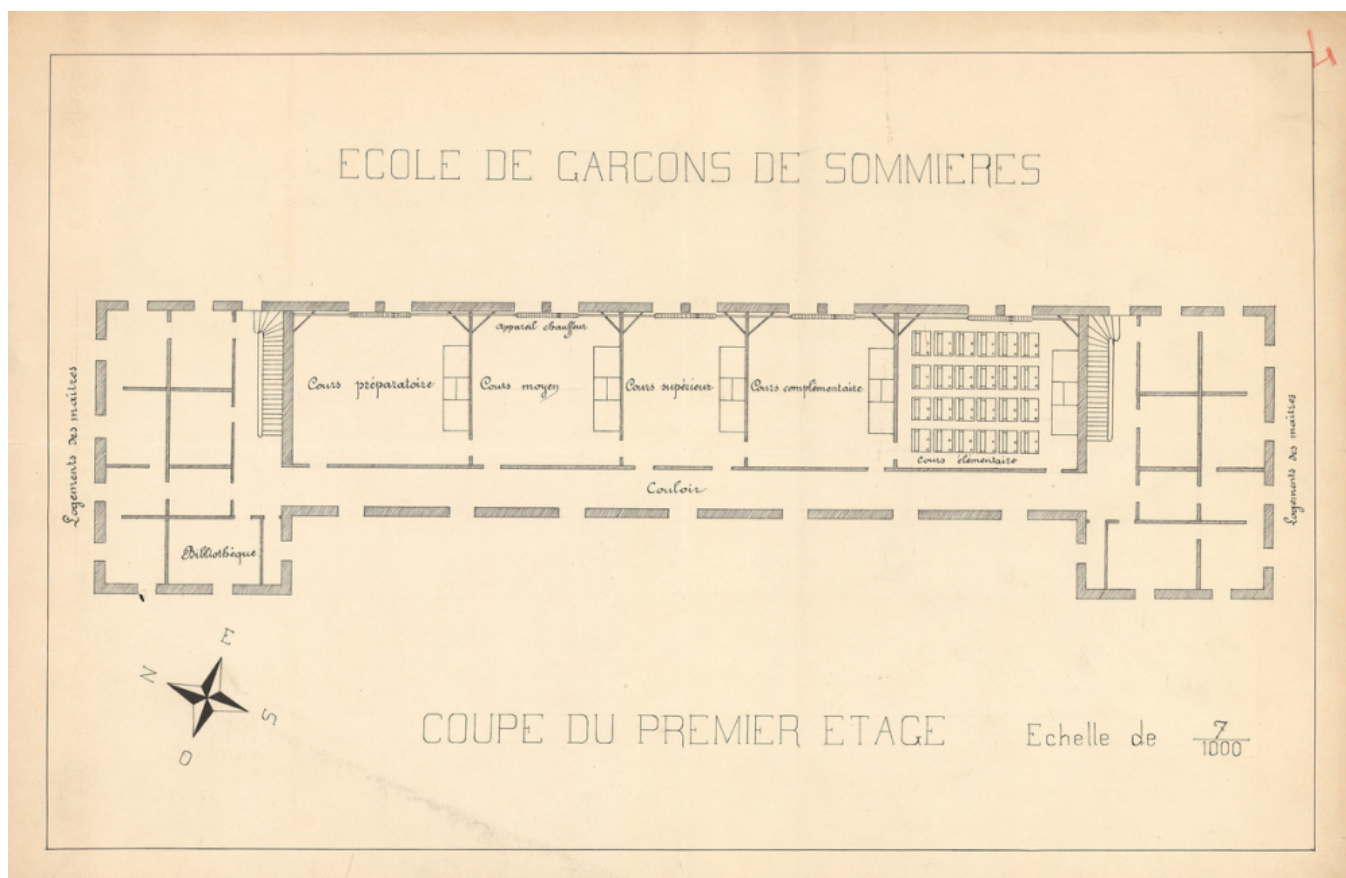 4
ECOLE DE GARCONS DE SOMMIERES
appareil chauffeur
Cours préparatoire
Cours moyen
Cours supérieur
Cours complémentaire
Cours élémentaire
Couloir
Logements des maîtres
Logements des maîtres
Bibliothèque
E
N
S
O
COUPE DU PREMIER ETAGE
Echelle de 7/1000